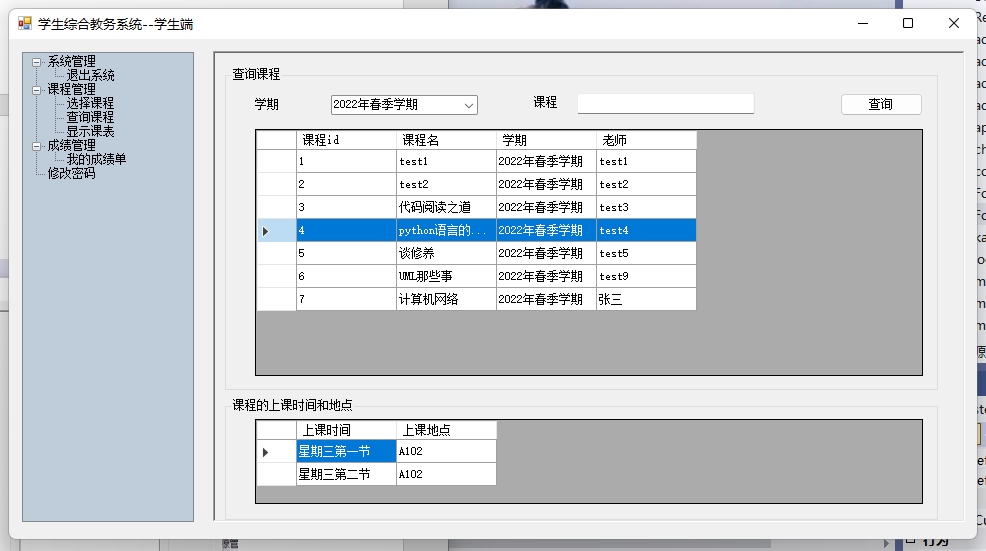 学生综合教务系统--学生端
系统管理
退出系统
课程管理
选择课程
查询课程
显示课表
成绩管理
我的成绩单
修改密码
查询课程
学期 2022年春季学期 课程 查询
课程id 课程名 学期 老师
1 test1 2022年春季学期 test1
2 test2 2022年春季学期 test2
3 代码阅读之道 2022年春季学期 test3
4 python语言的... 2022年春季学期 test4
5 谈修养 2022年春季学期 test5
6 UML那些事 2022年春季学期 test9
7 计算机网络 2022年春季学期 张三
课程的上课时间和地点
上课时间 上课地点
星期三第一节 A102
星期三第二节 A102
行为